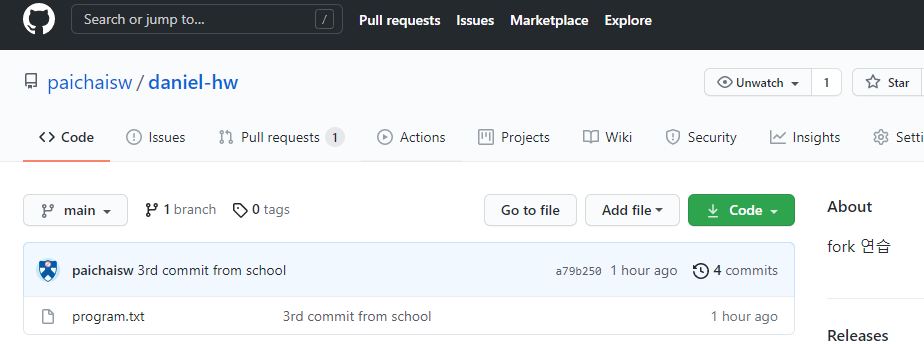 Search or jump to... / Pull requests Issues Marketplace Explore
paichaisw / daniel-hw Unwatch 1 Star
Code Issues Pull requests 1 Actions Projects Wiki Security Insights Setti
main 1 branch 0 tags Go to file Add file Code About
fork 연습
paichaisw 3rd commit from school a79b250 1 hour ago 4 commits
program.txt 3rd commit from school 1 hour ago
Releases